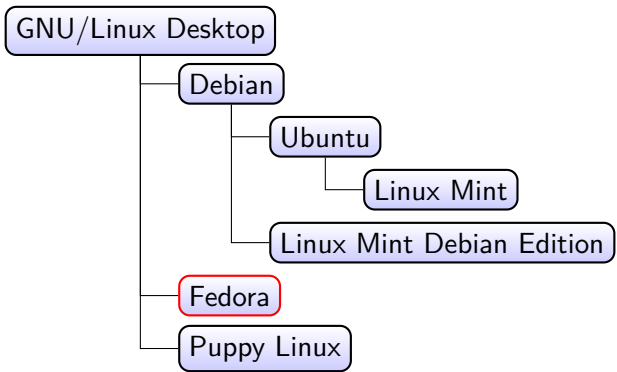 GNU/Linux Desktop
Debian
Ubuntu
Linux Mint
Linux Mint Debian Edition
Fedora
Puppy Linux